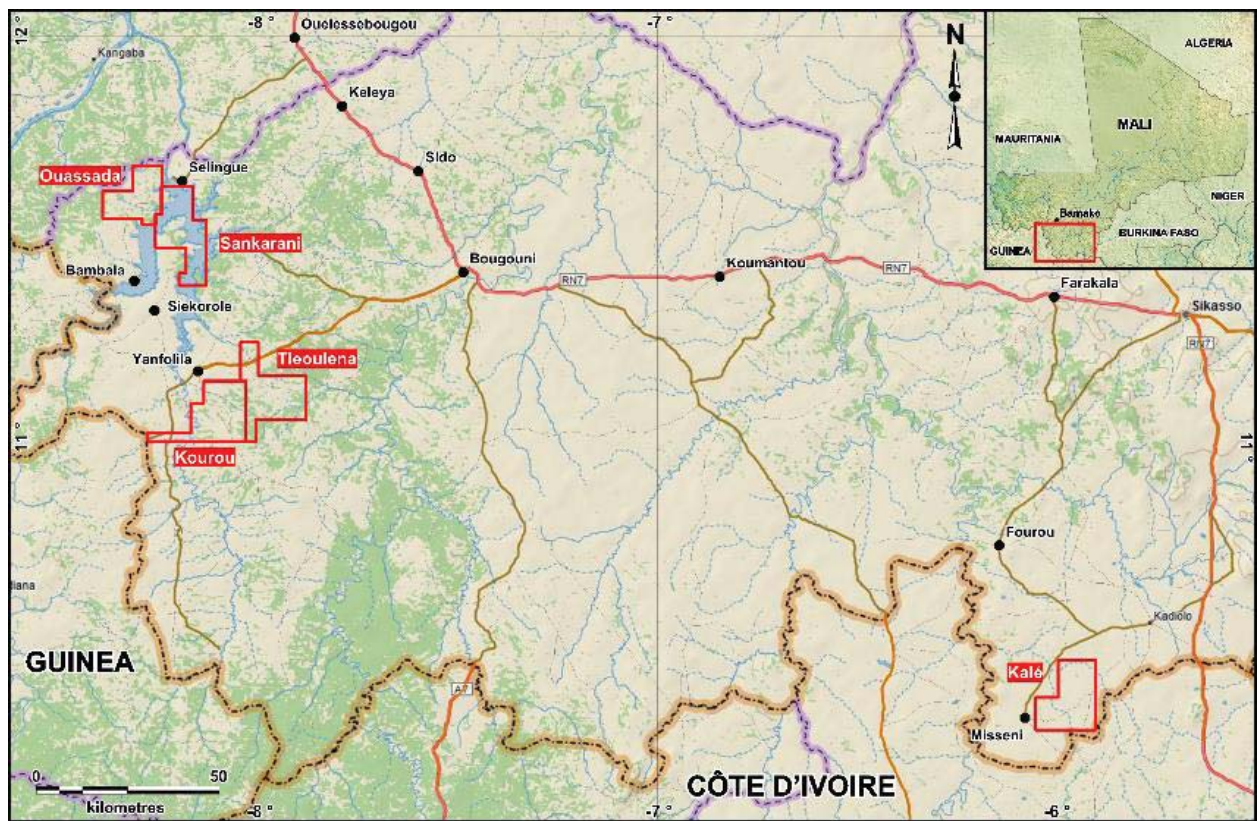 -8 °
-7 °
12 °
Ouelessebougou
Kangaba
Keleya
Sido
N
ALGERIA
MALI
MAURITANIA
NIGER
Bamako
BURKINA FASO
GUINEA
Ouassada
Selingue
Sankarani
Bambala
Siekorole
Bougouni
RN7
Koumantou
RN7
Farakala
Sikasso
RN7
Yanfolila
Tieoulena
11 °
11 °
Kourou
Fourou
Kadiolo
GUINEA
A7
Kalé
Misseni
0
50
kilometres
CÔTE D'IVOIRE
-8 °
-7 °
-6 °